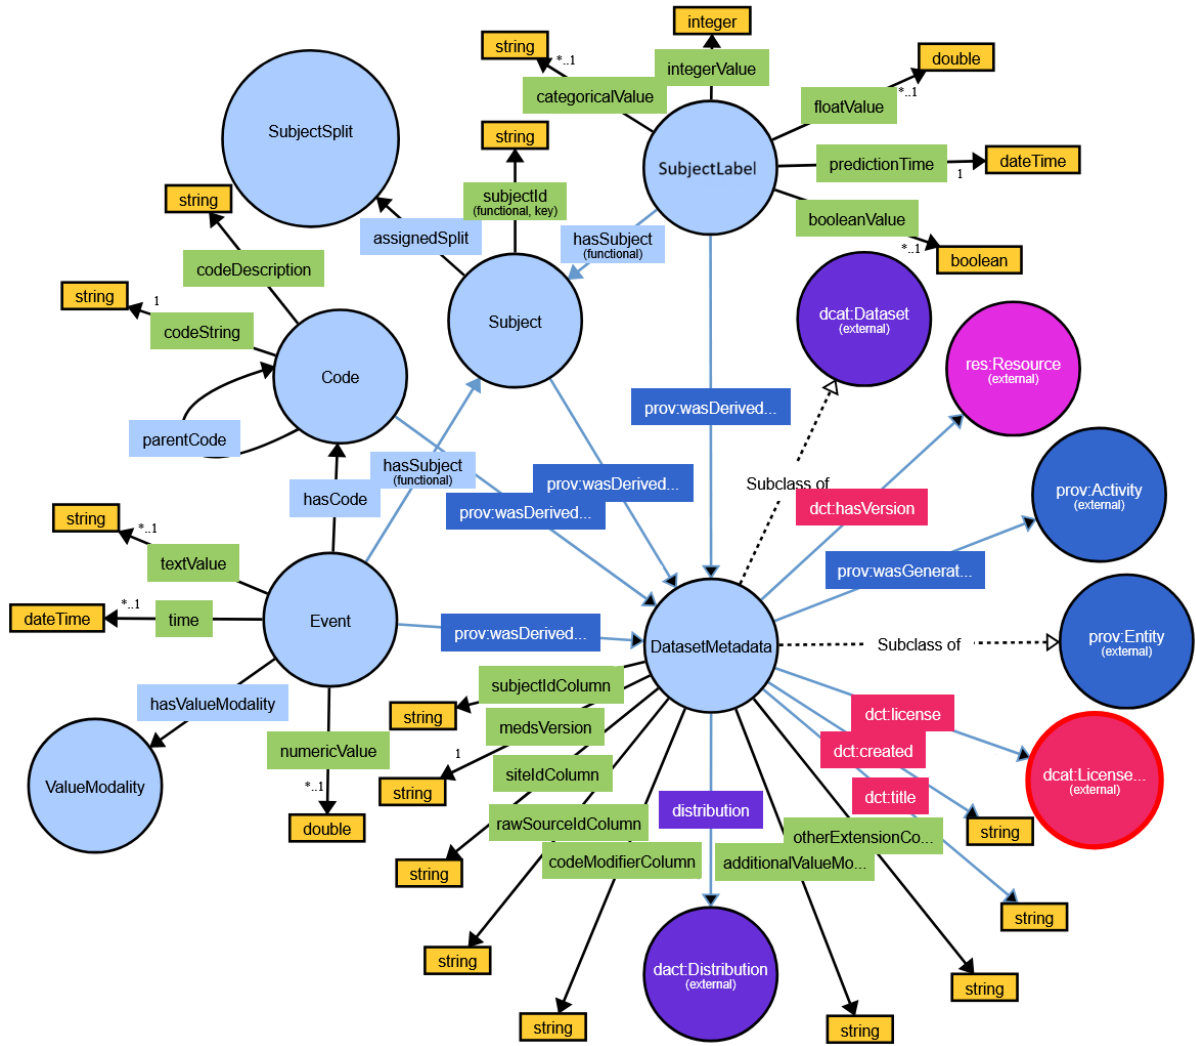 integer
string
*..1
integerValue
double
*..1
categoricalValue
floatValue
SubjectSplit
string
SubjectLabel
predictionTime
1
dateTime
string
subjectId
(functional, key)
booleanValue
*..1
boolean
assignedSplit
hasSubject
(functional)
codeDescription
string
1
codeString
Subject
dcat:Dataset
(external)
res:Resource
(external)
Code
prov:wasDerived...
parentCode
hasSubject
(functional)
hasCode
prov:wasDerived...
prov:wasDerived...
Subclass of
dct:hasVersion
prov:Activity
(external)
string
*..1
textValue
prov:wasGenerat...
dateTime
*..1
time
Event
prov:wasDerived...
DatasetMetadata
Subclass of
prov:Entity
(external)
hasValueModality
subjectIdColumn
string
medsVersion
1
string
dct:license
dct:created
dct:title
dcat:License...
(external)
numericValue
*..1
double
ValueModality
siteIdColumn
string
rawSourceIdColumn
string
codeModifierColumn
string
distribution
otherExtensionCo...
additionalValueMo...
string
string
dact:Distribution
(external)
string
string